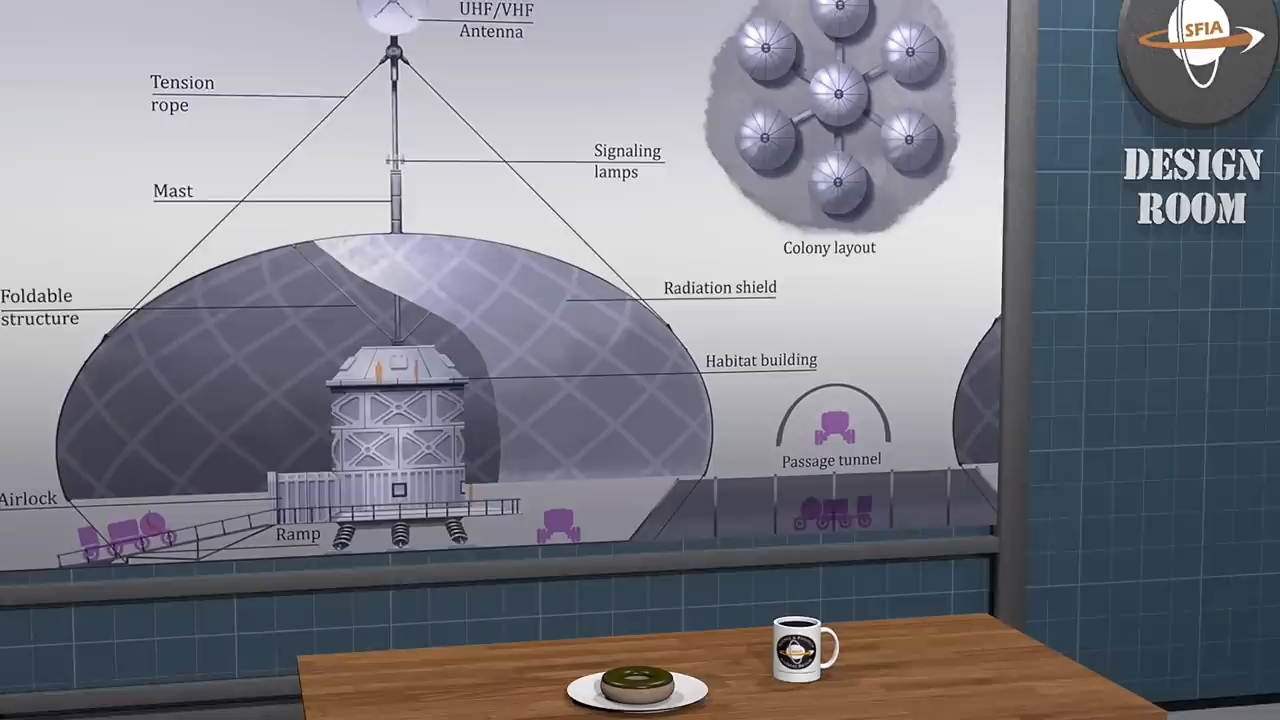 UHF/VHF
Antenna
Tension
rope
Signaling
lamps
Mast
Colony layout
Foldable
structure
Radiation shield
Habitat building
Passage tunnel
Airlock
Ramp
SFIA
DESIGN
ROOM